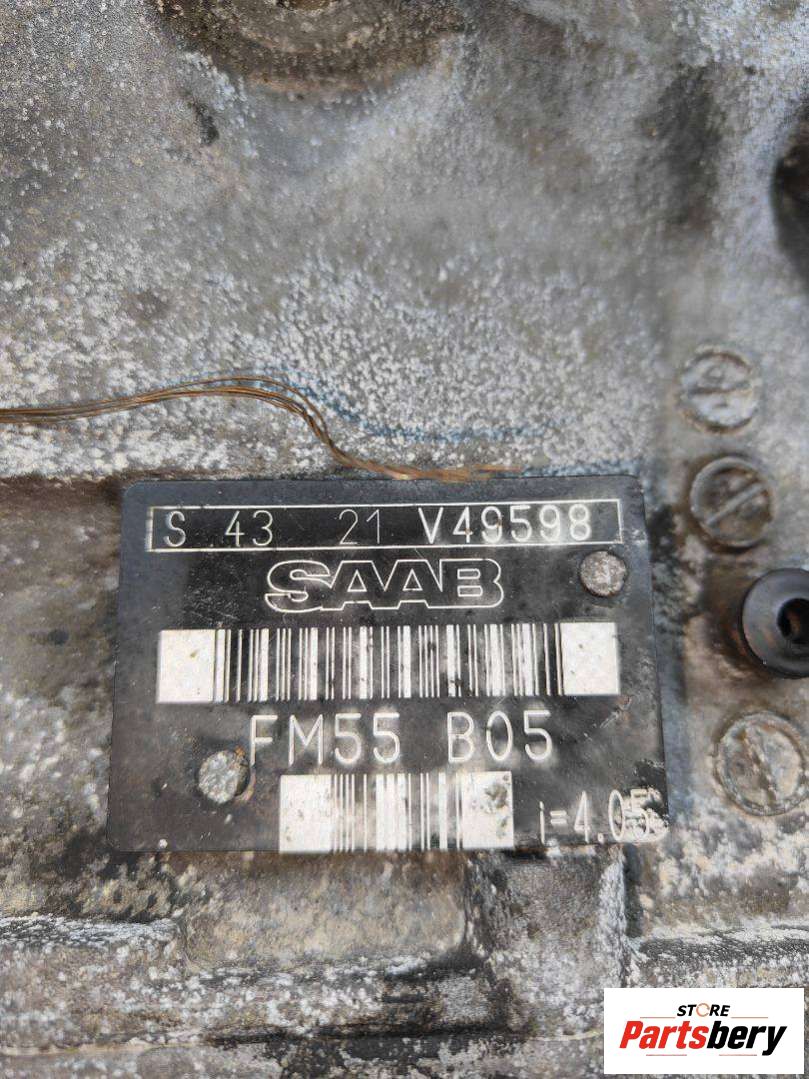 S 43 21 V49598
SAAB
FM55 B05
i=4.05
STORE
Partsbery